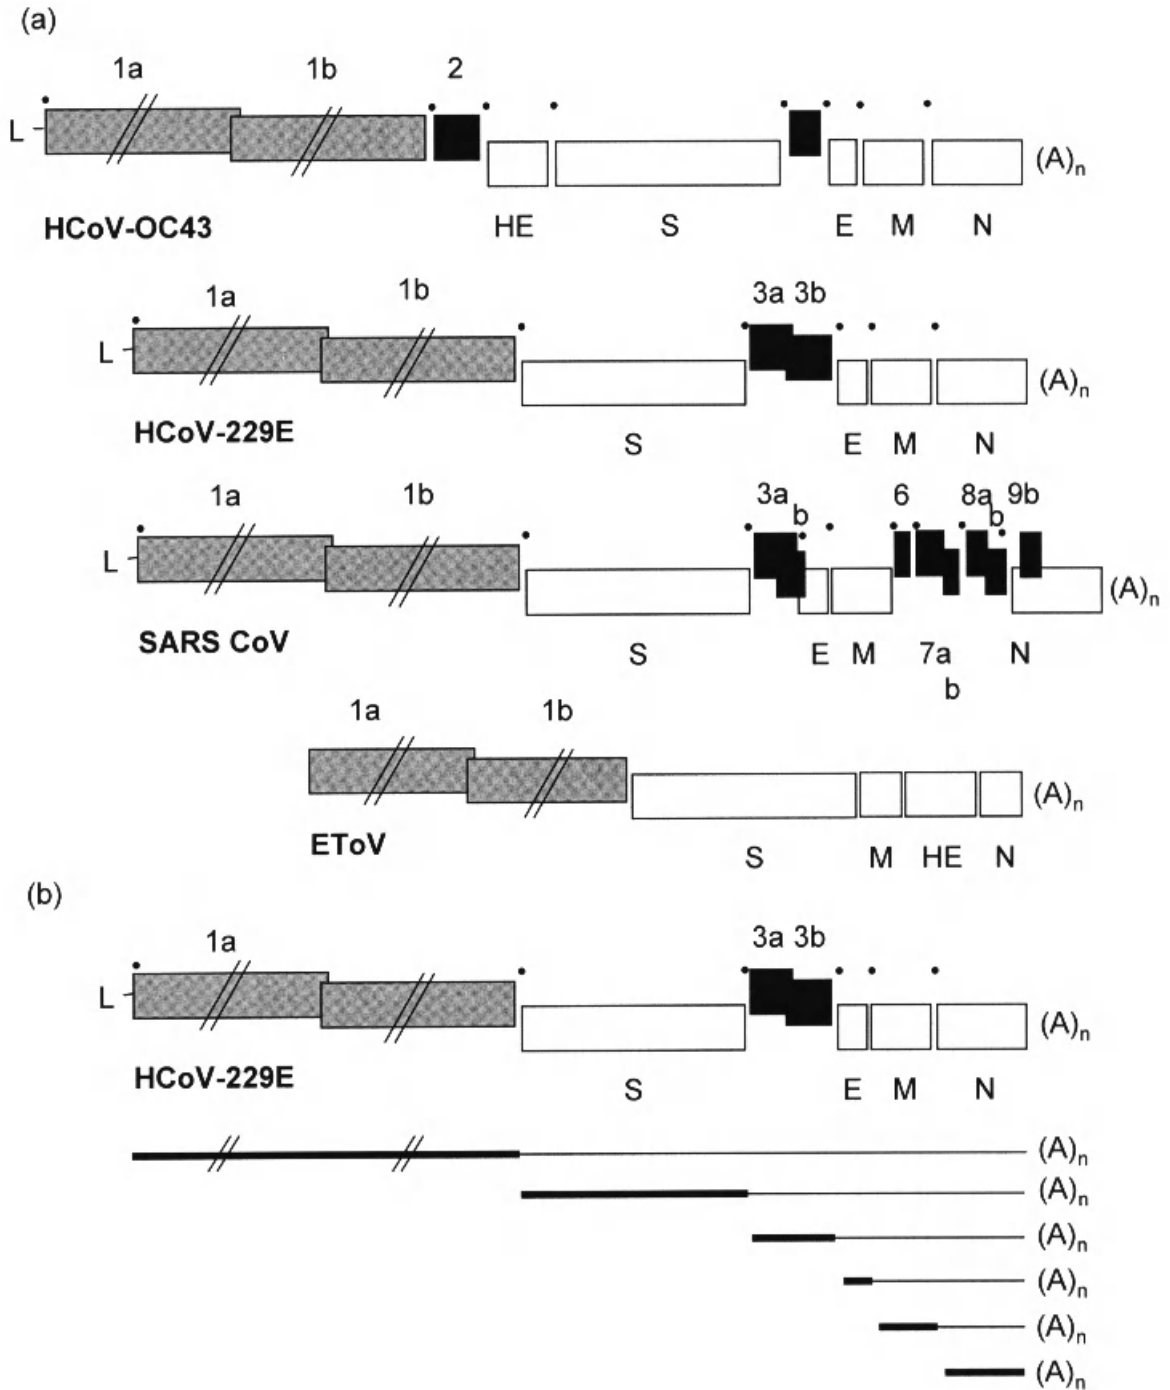 (a)
1a 1b 2
L (A)n
HCoV-OC43 HE S E M N
1a 1b 3a 3b
L (A)n
HCoV-229E S E M N
1a 1b 3a b 6 8a b 9b
L (A)n
SARS CoV S E M 7a N
b
1a 1b
(A)n
EToV S M HE N
(b)
1a 3a 3b
L (A)n
HCoV-229E S E M N
(A)n
(A)n
(A)n
(A)n
(A)n
(A)n